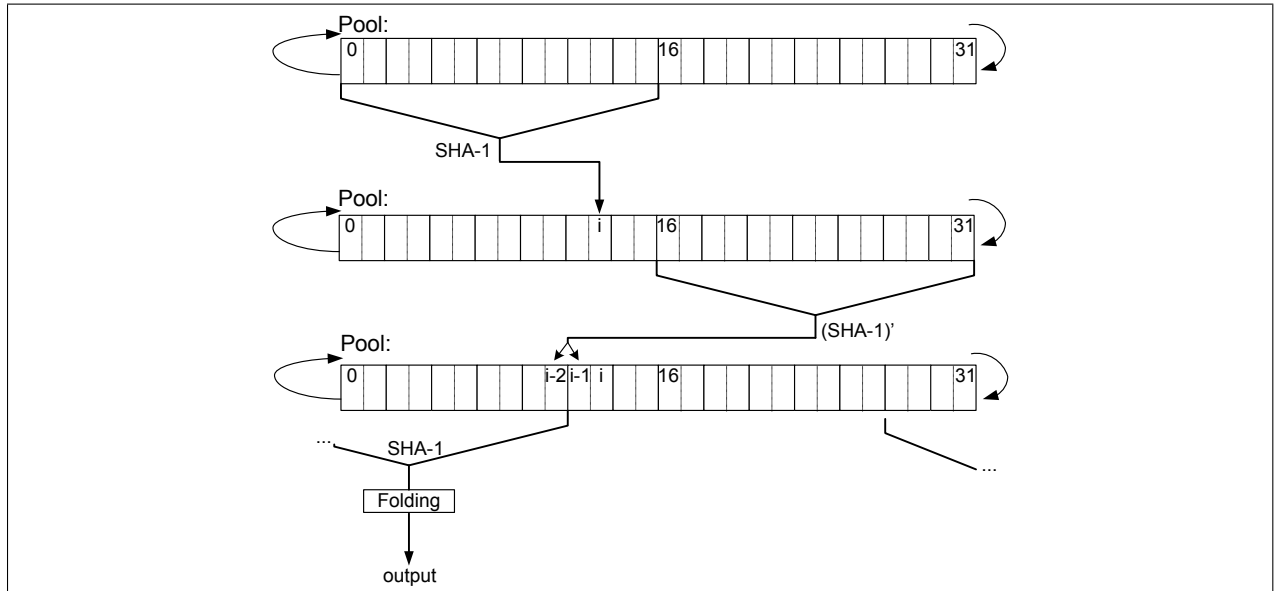 Pool:
0 16 31
SHA-1
Pool:
0 i 16 31
(SHA-1)’
Pool:
0 i-2 i-1 i 16 31
... SHA-1 ...
Folding
output